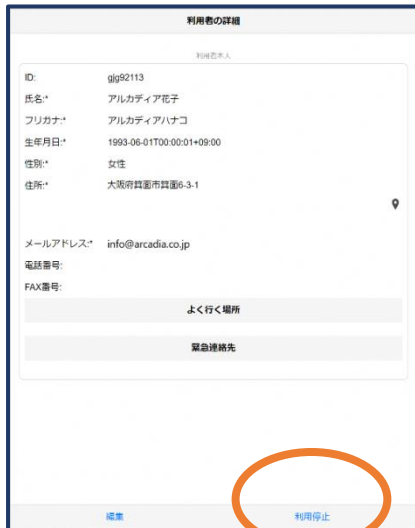 利用者の詳細
利用者本人
ID: gjg92113
氏名:* アルカディア花子
フリガナ:* アルカディアハナコ
生年月日:* 1993-06-01T00:00:01+09:00
性別:* 女性
住所:* 大阪府箕面市箕面6-3-1
メールアドレス:* info@arcadia.co.jp
電話番号:
FAX番号:
よく行く場所
緊急連絡先
編集 利用停止